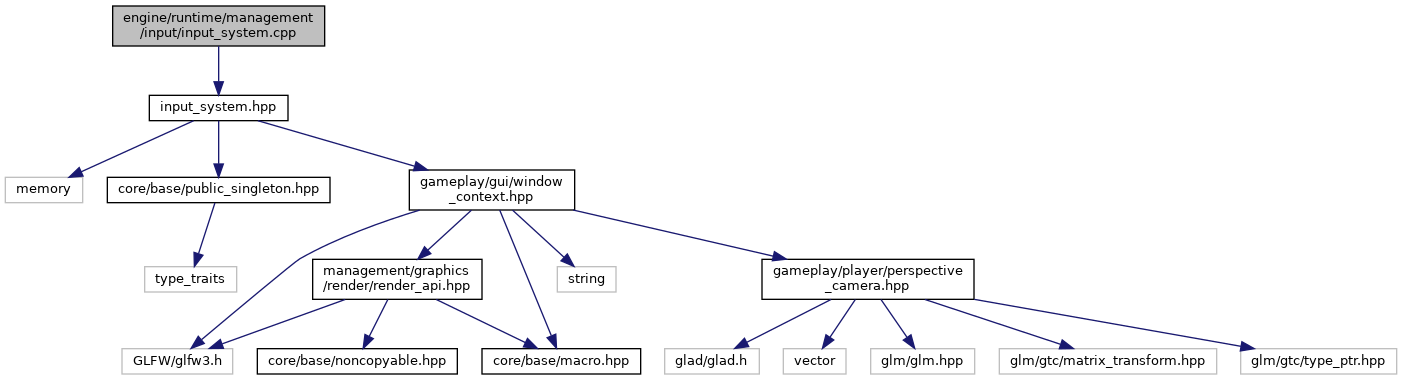 engine/runtime/management
/input/input_system.cpp
input_system.hpp
memory
core/base/public_singleton.hpp
gameplay/gui/window
_context.hpp
type_traits
management/graphics
/render/render_api.hpp
string
gameplay/player/perspective
_camera.hpp
GLFW/glfw3.h
core/base/noncopyable.hpp
core/base/macro.hpp
glad/glad.h
vector
glm/glm.hpp
glm/gtc/matrix_transform.hpp
glm/gtc/type_ptr.hpp